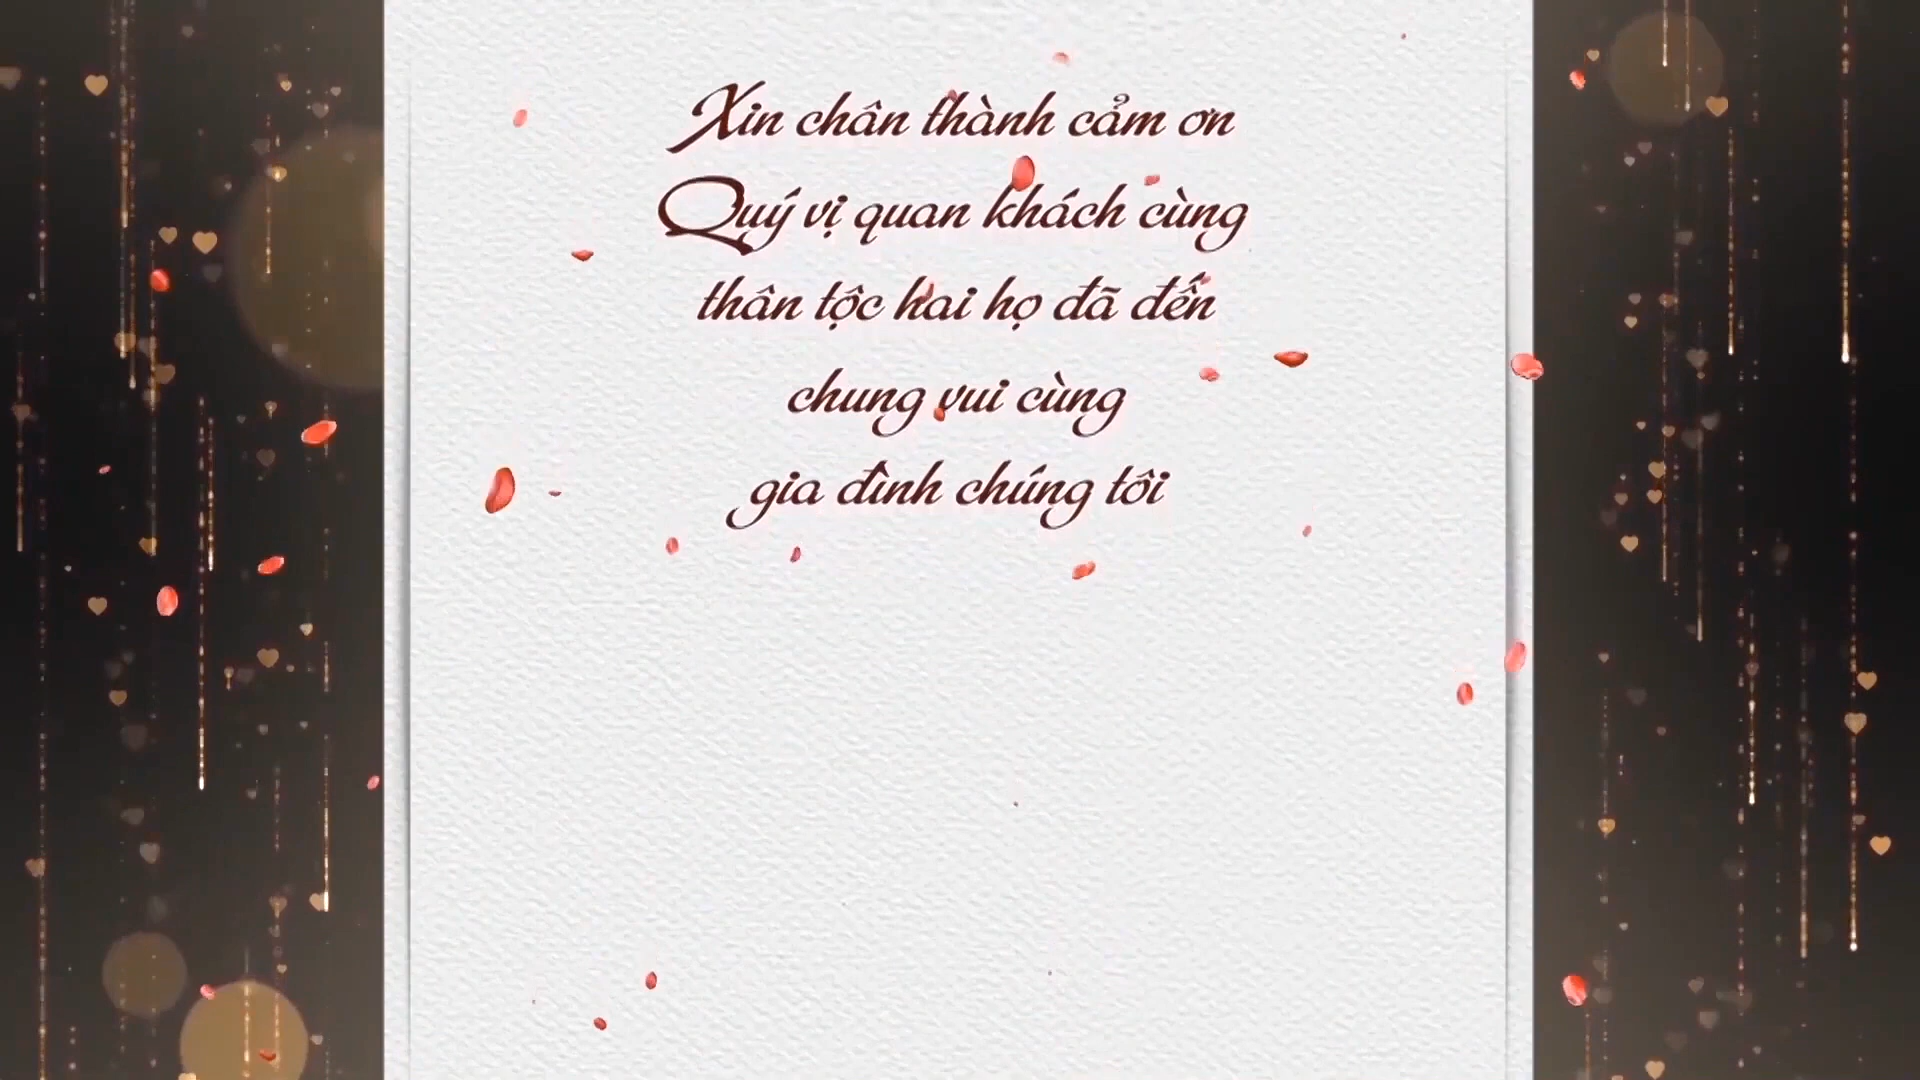 Xin chân thành cảm ơn
Quý vị quan khách cùng
thân tộc hai họ đã đến
chung vui cùng
gia đình chúng tôi